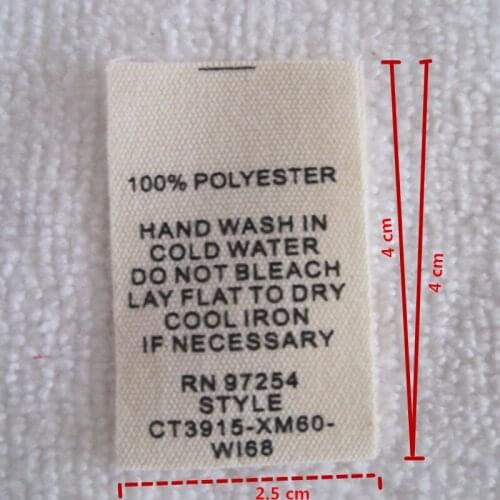 100% POLYESTER
HAND WASH IN
COLD WATER
DO NOT BLEACH
LAY FLAT TO DRY
COOL IRON
IF NECESSARY
RN 97254
STYLE
CT3915-XM60-
WI68
4 cm
4 cm
2.5 cm